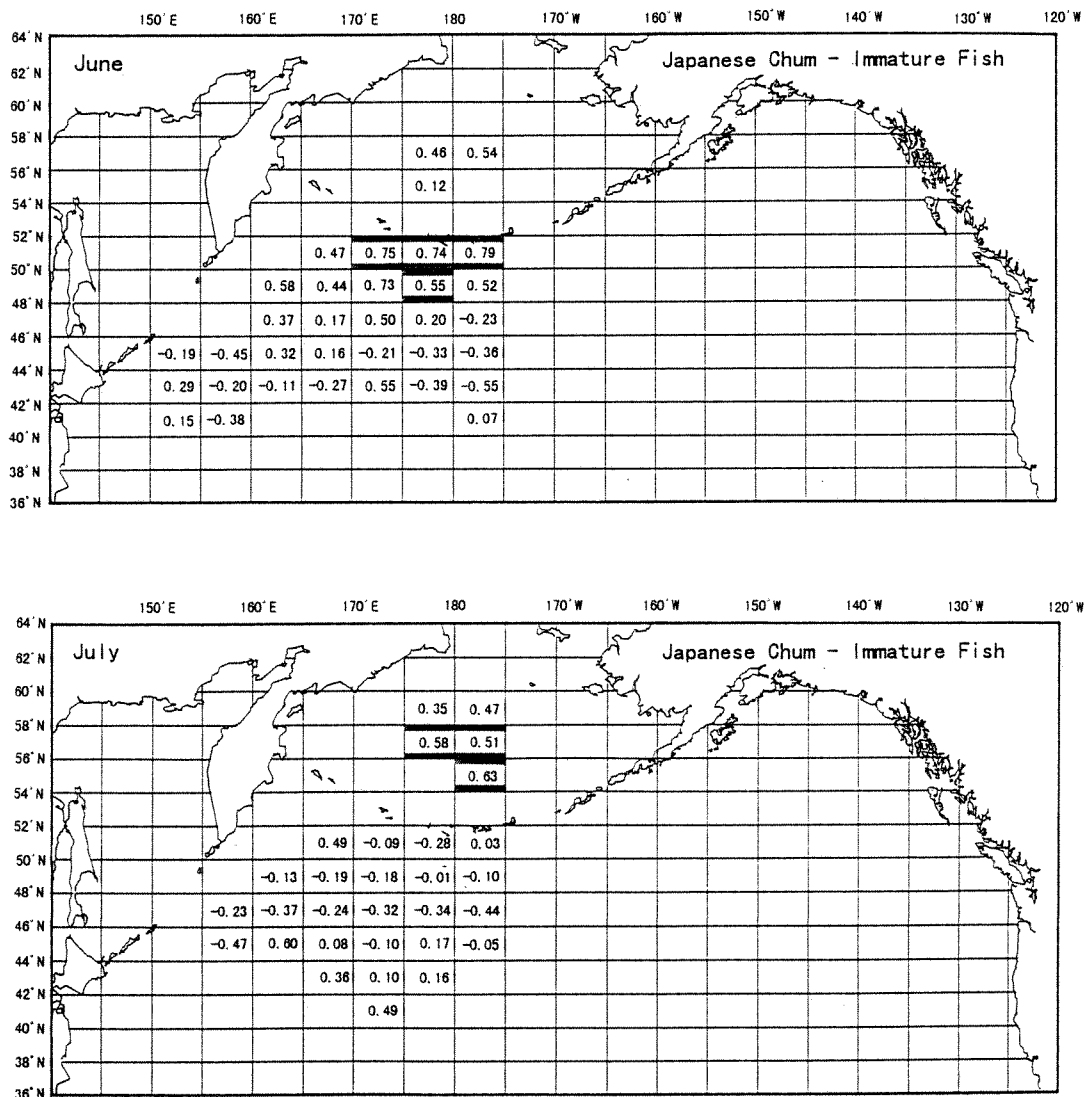 150°E 160°E 170°E 180 170°W 160°W 150°W 140°W 130°W 120°W
64°N
June Japanese Chum - Immature Fish
62°N
60°N
58°N
0.46 0.54
56°N
0.12
54°N
52°N
0.47 0.75 0.74 0.79
50°N
0.58 0.44 0.73 0.55 0.52
48°N
0.37 0.17 0.50 0.20 -0.23
46°N
-0.19 -0.45 0.32 0.16 -0.21 -0.33 -0.36
44°N
0.29 -0.20 -0.11 -0.27 0.55 -0.39 -0.55
42°N
0.15 -0.38 0.07
40°N
38°N
36°N
150°E 160°E 170°E 180 170°W 160°W 150°W 140°W 130°W 120°W
64°N
July Japanese Chum - Immature Fish
62°N
60°N
0.35 0.47
58°N
0.58 0.51
56°N
0.63
54°N
52°N
0.49 -0.09 -0.28 0.03
50°N
-0.13 -0.19 -0.18 -0.01 -0.10
48°N
-0.23 -0.37 -0.24 -0.32 -0.34 -0.44
46°N
-0.47 0.60 0.08 -0.10 0.17 -0.05
44°N
0.36 0.10 0.16
42°N
0.49
40°N
38°N
36°N